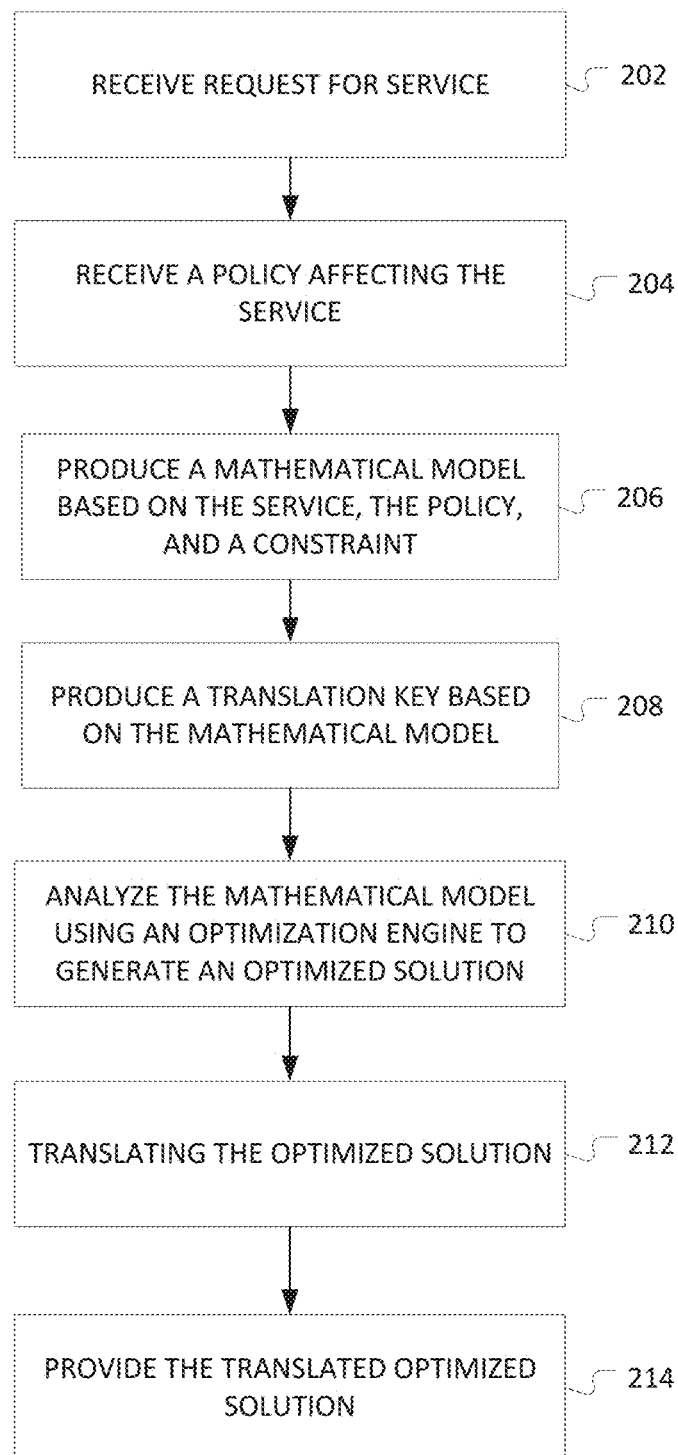 RECEIVE REQUEST FOR SERVICE
202
RECEIVE A POLICY AFFECTING THE
SERVICE
204
PRODUCE A MATHEMATICAL MODEL
BASED ON THE SERVICE, THE POLICY,
AND A CONSTRAINT
206
PRODUCE A TRANSLATION KEY BASED
ON THE MATHEMATICAL MODEL
208
ANALYZE THE MATHEMATICAL MODEL
USING AN OPTIMIZATION ENGINE TO
GENERATE AN OPTIMIZED SOLUTION
210
TRANSLATING THE OPTIMIZED SOLUTION
212
PROVIDE THE TRANSLATED OPTIMIZED
SOLUTION
214